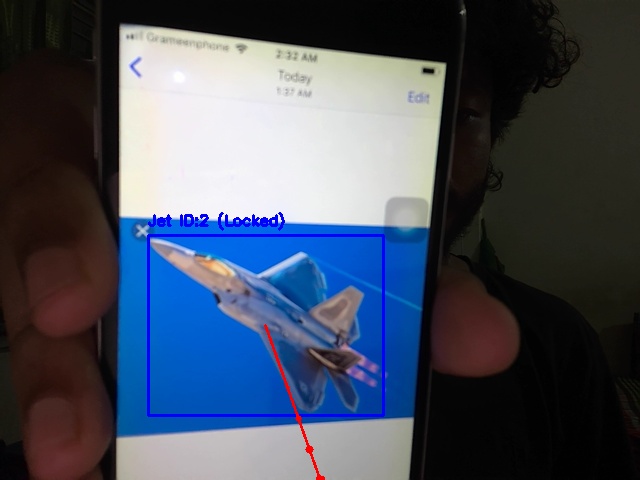 Grameenphone
2:32 AM
Today
1:37 AM
Edit
Jet ID:2 (Locked)